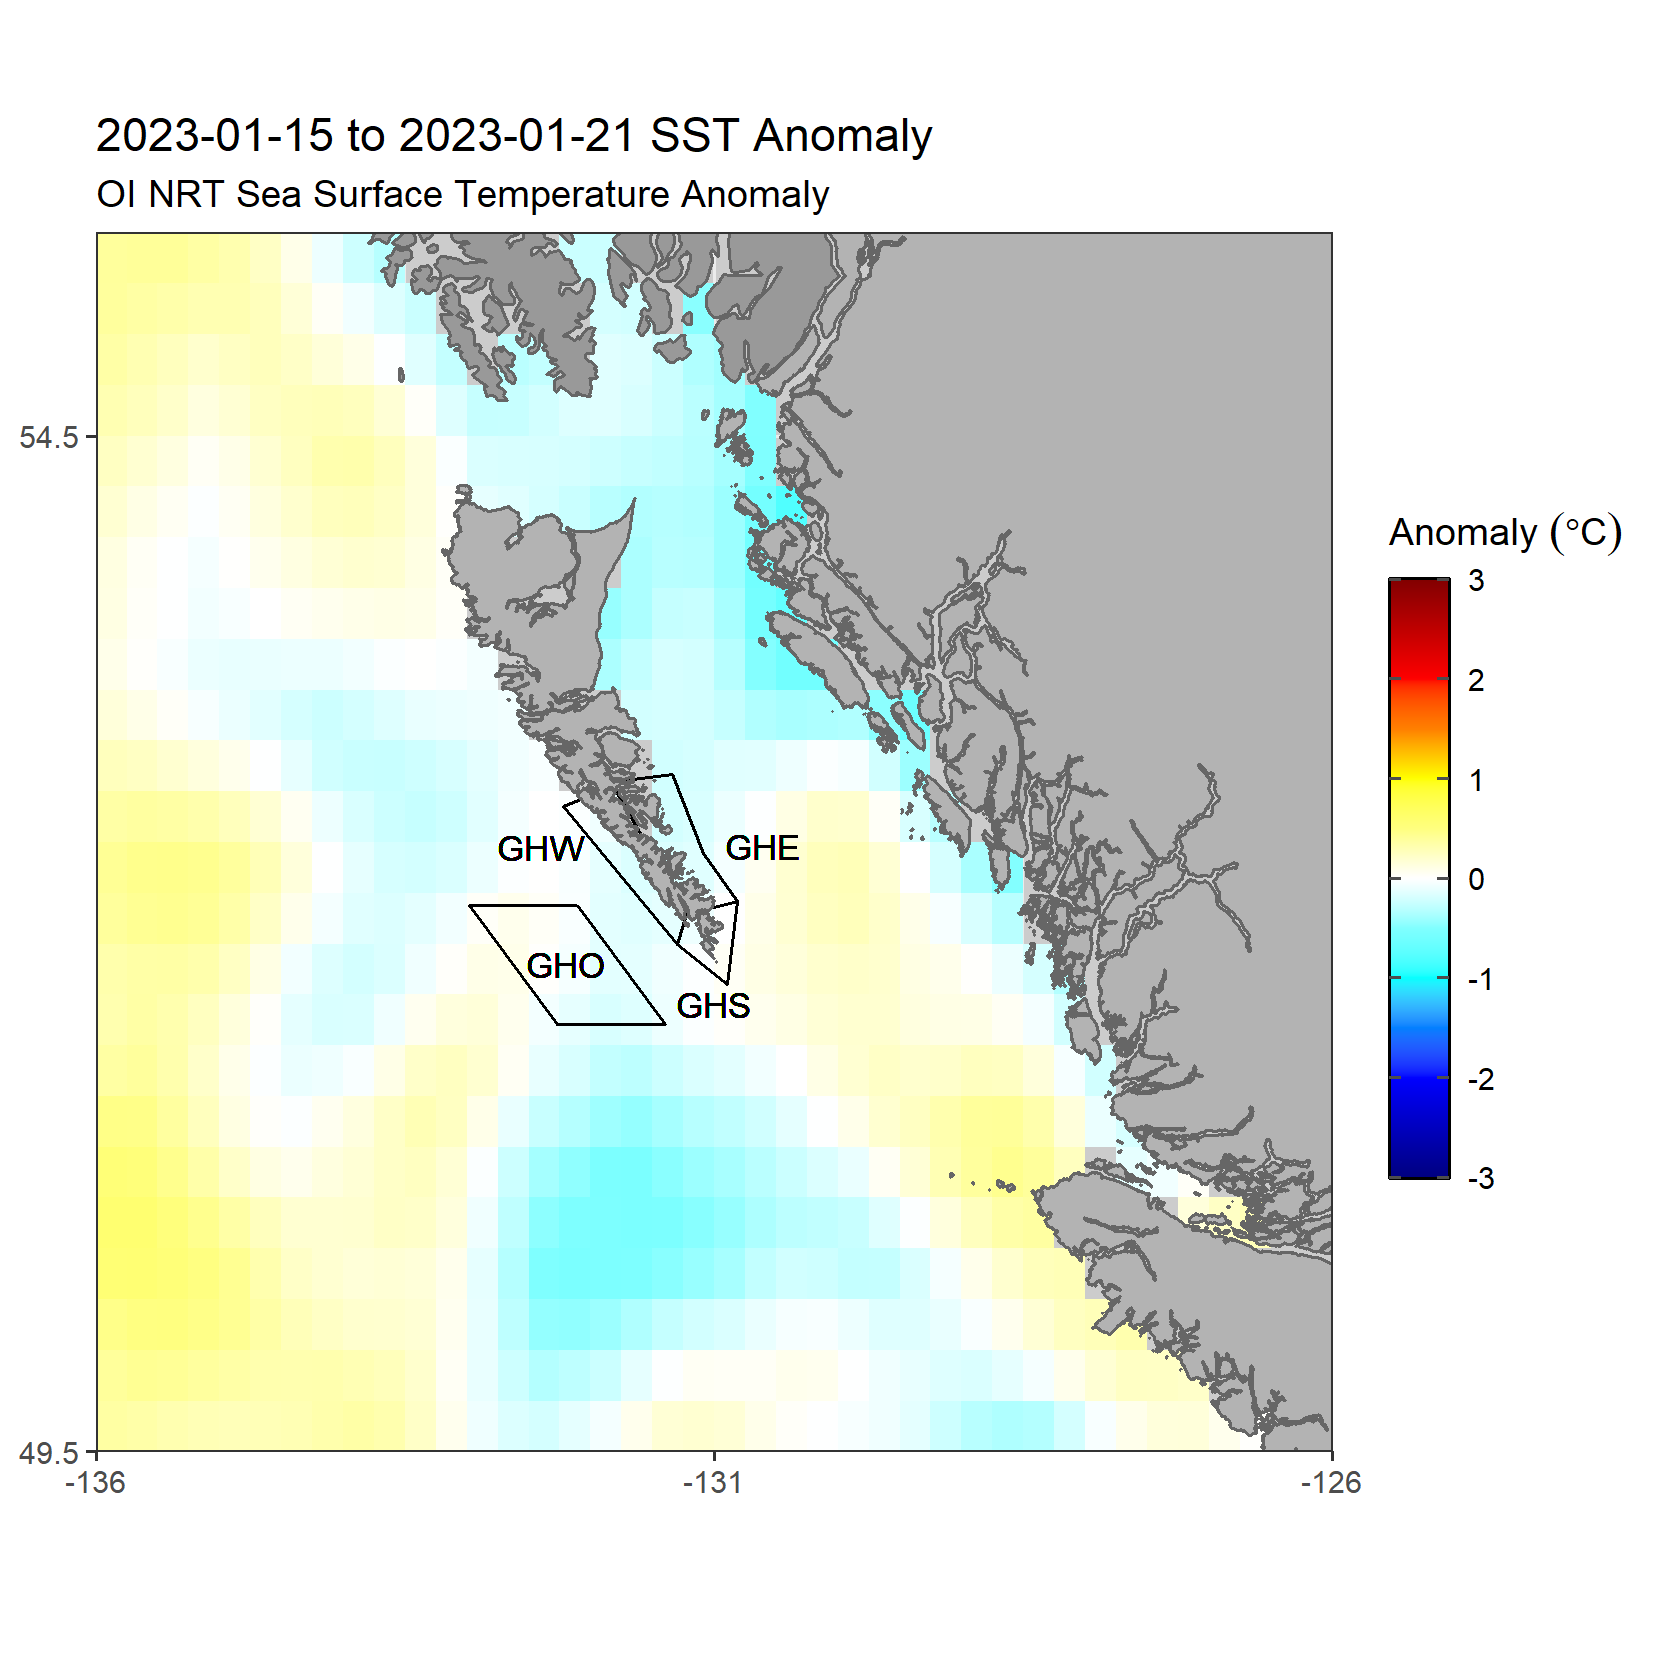 2023-01-15 to 2023-01-21 SST Anomaly
OI NRT Sea Surface Temperature Anomaly
54.5
49.5
-136
-131
-126
GHW
GHE
GHO
GHS
Anomaly (°C)
3
2
1
0
-1
-2
-3